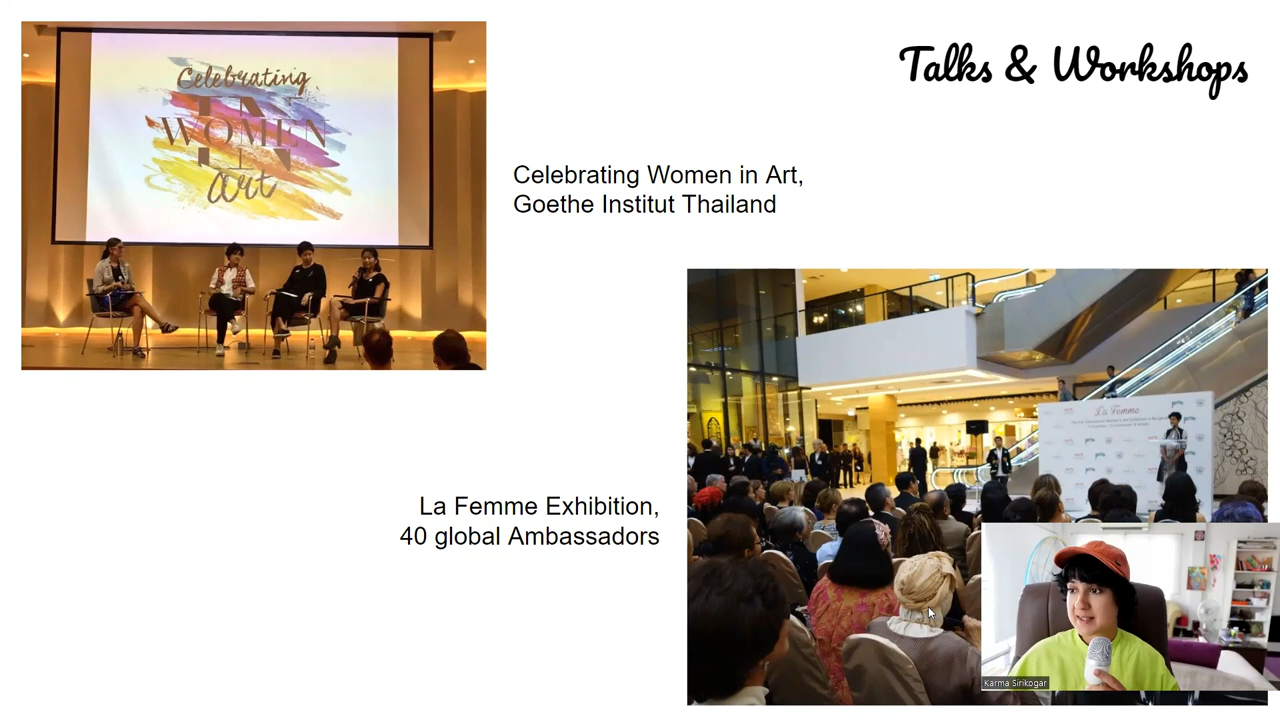 Talks & Workshops
Celebrating
WOMEN
IN
Art
Celebrating Women in Art,
Goethe Institut Thailand
La Femme
La Femme Exhibition,
40 global Ambassadors
Karma Sirikogar